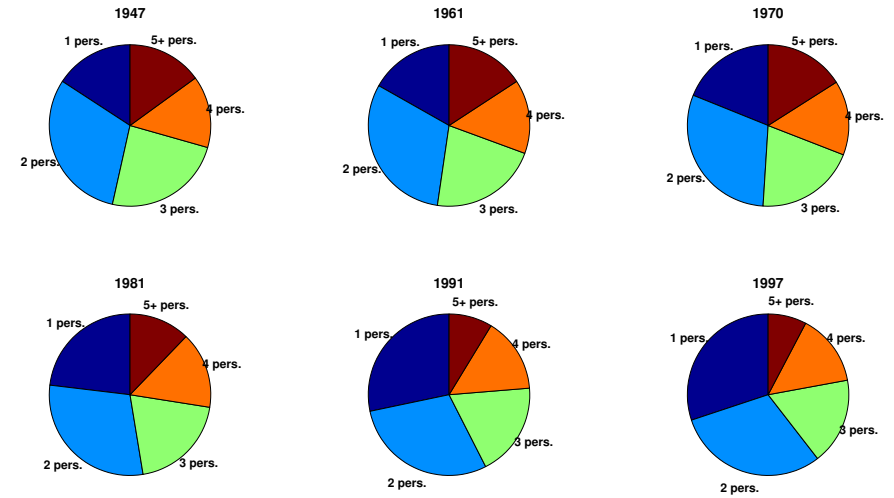 1947
1 pers.
5+ pers.
4 pers.
2 pers.
3 pers.
1961
1 pers.
5+ pers.
4 pers.
2 pers.
3 pers.
1970
1 pers.
5+ pers.
4 pers.
2 pers.
3 pers.
1981
1 pers.
5+ pers.
4 pers.
2 pers.
3 pers.
1991
1 pers.
5+ pers.
4 pers.
2 pers.
3 pers.
1997
1 pers.
5+ pers.
4 pers.
2 pers.
3 pers.